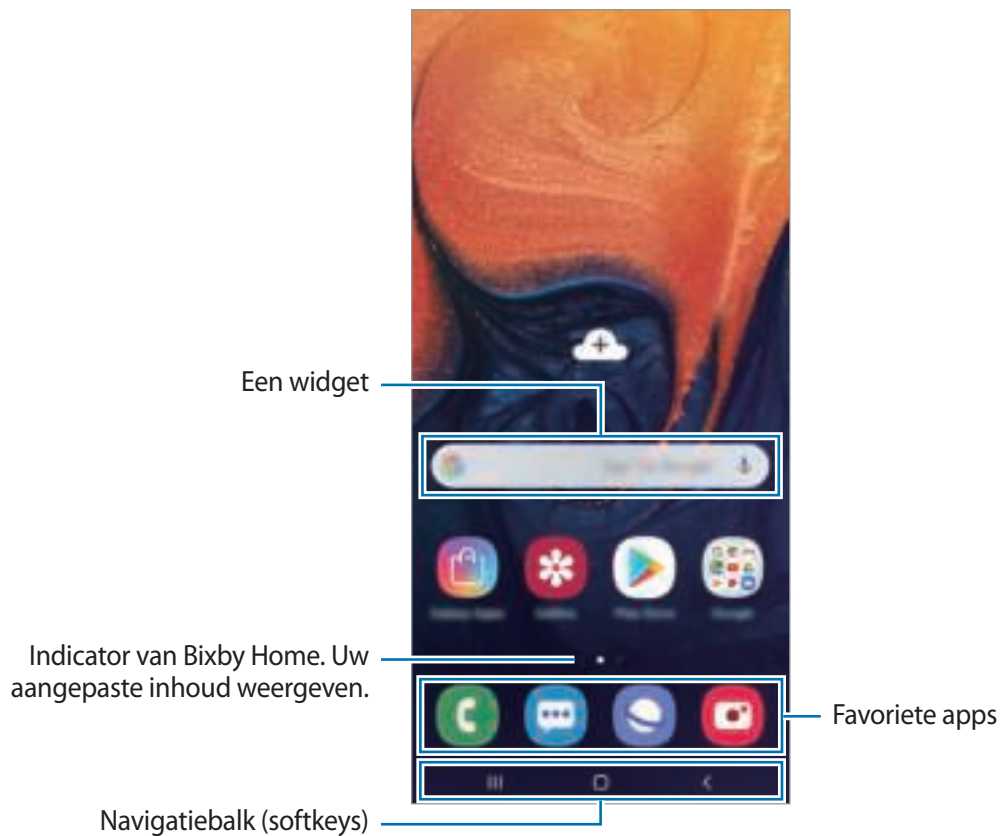 Een widget
Indicator van Bixby Home. Uw
aangepaste inhoud weergeven.
Favoriete apps
Navigatiebalk (softkeys)